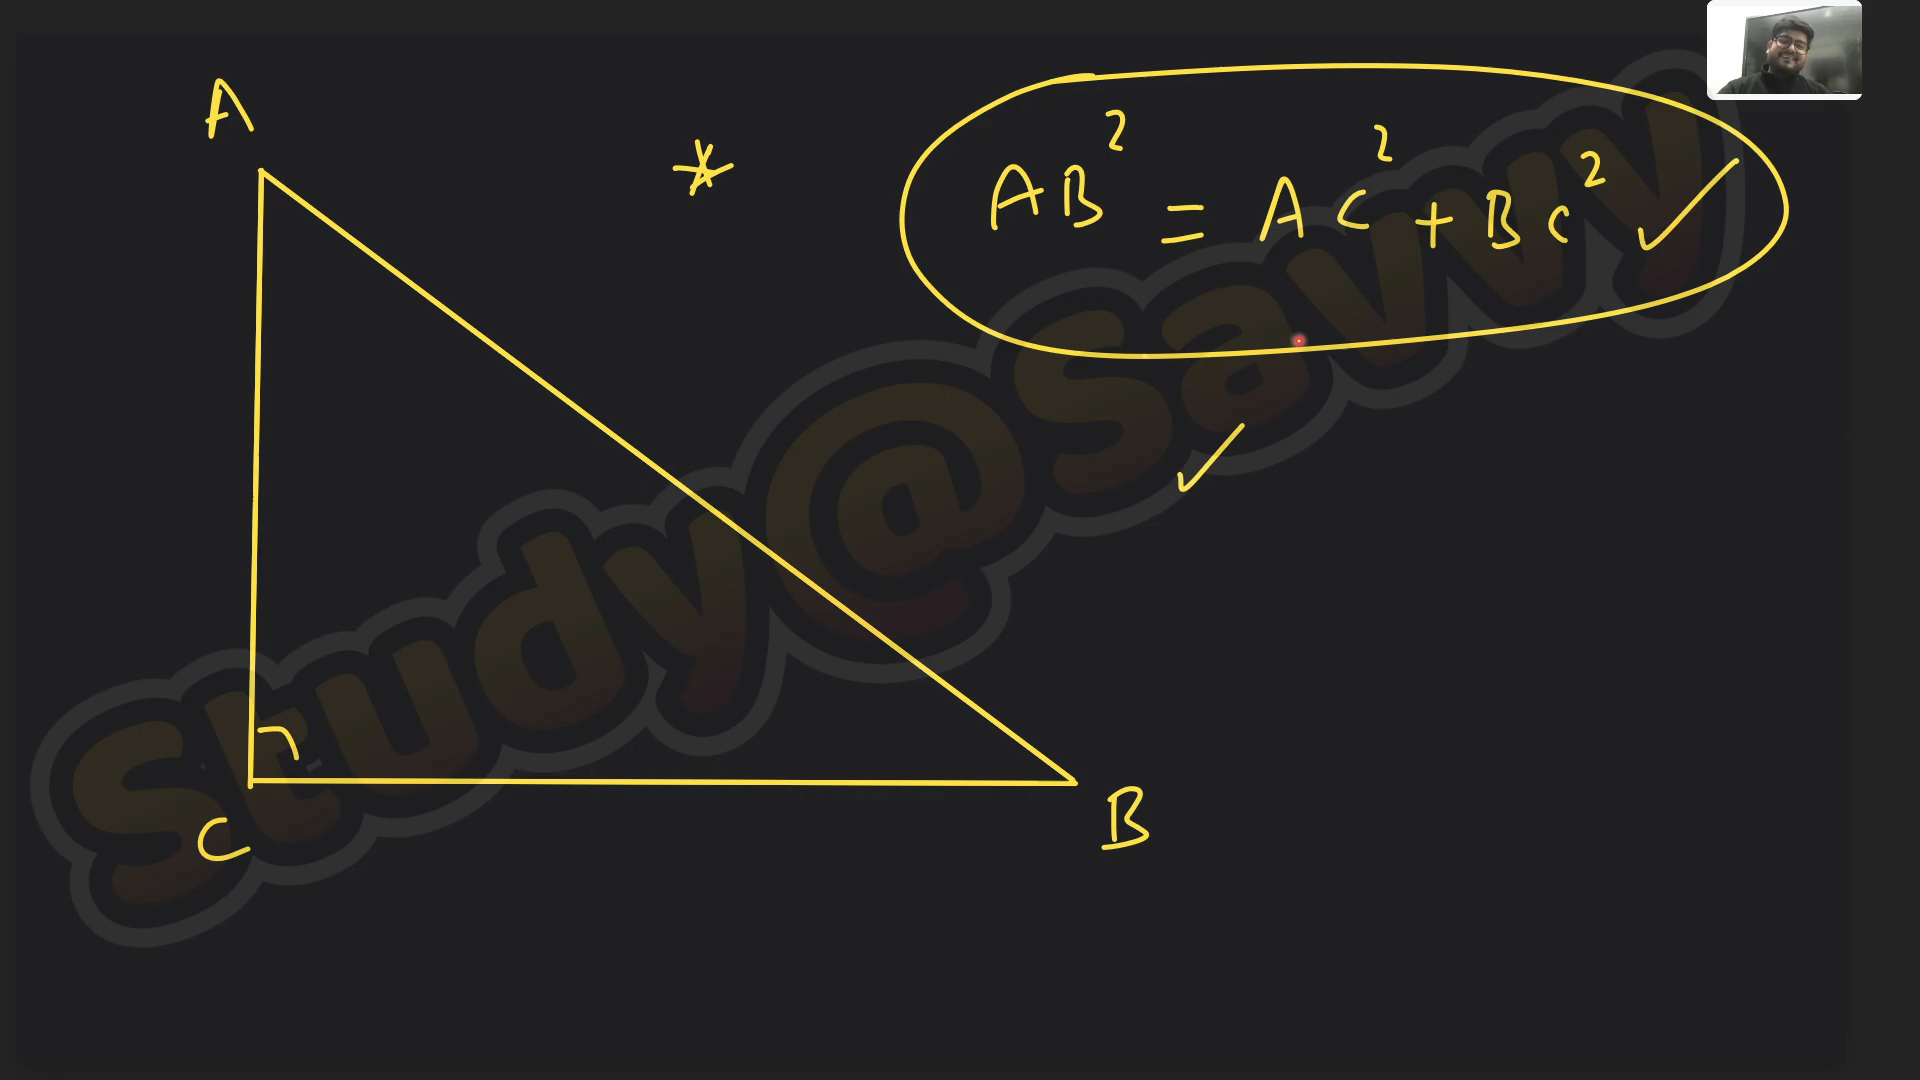 A
*
AB² = AC² + BC² ✓
✓
Study@Savvy
C
B